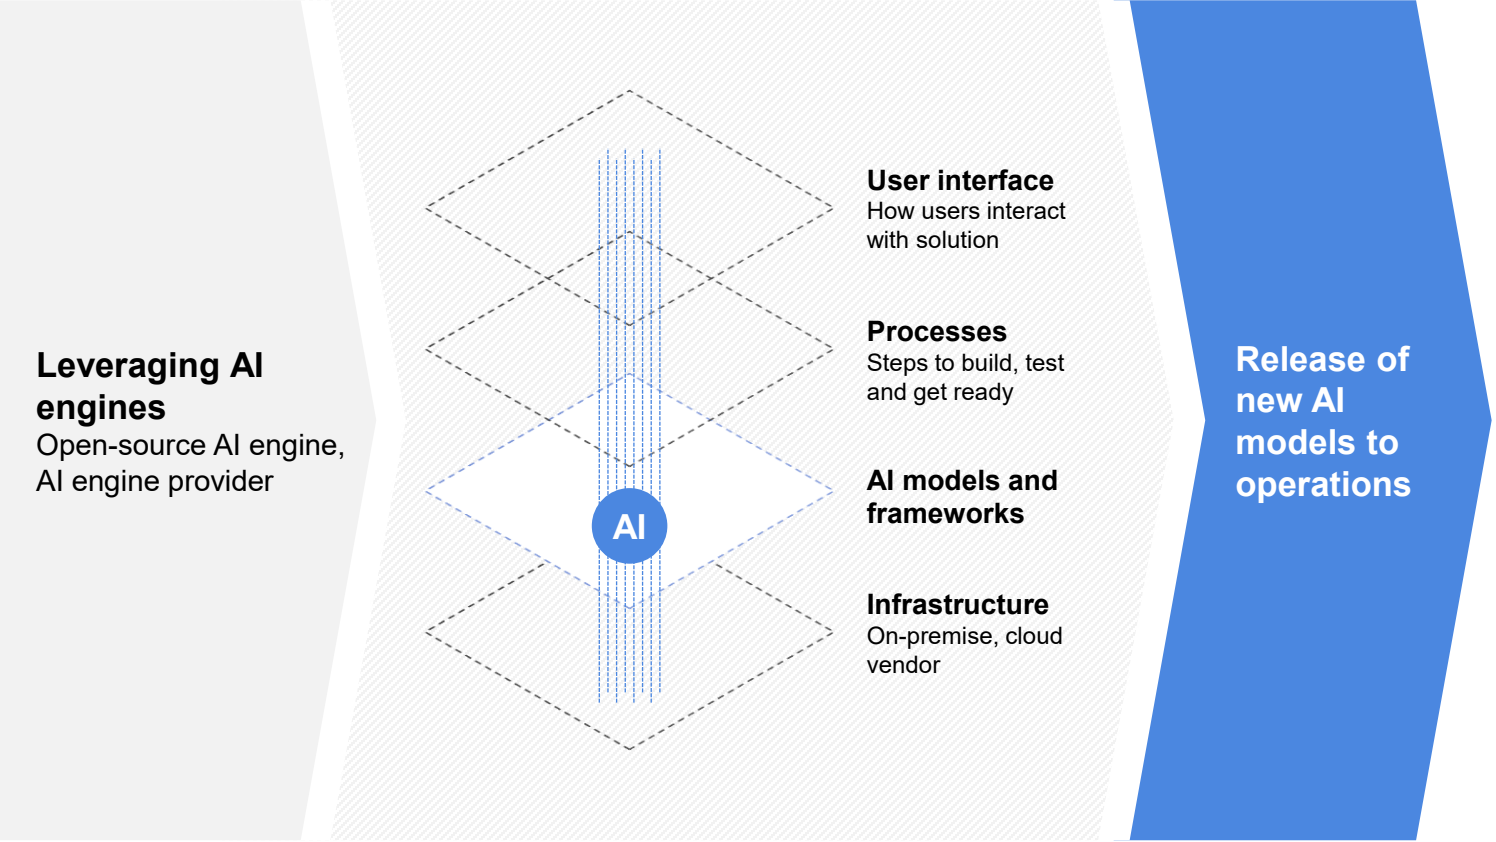 Leveraging AI
engines
Open-source AI engine,
AI engine provider
User interface
How users interact
with solution
Processes
Steps to build, test
and get ready
AI models and
frameworks
AI
Infrastructure
On-premise, cloud
vendor
Release of
new AI
models to
operations